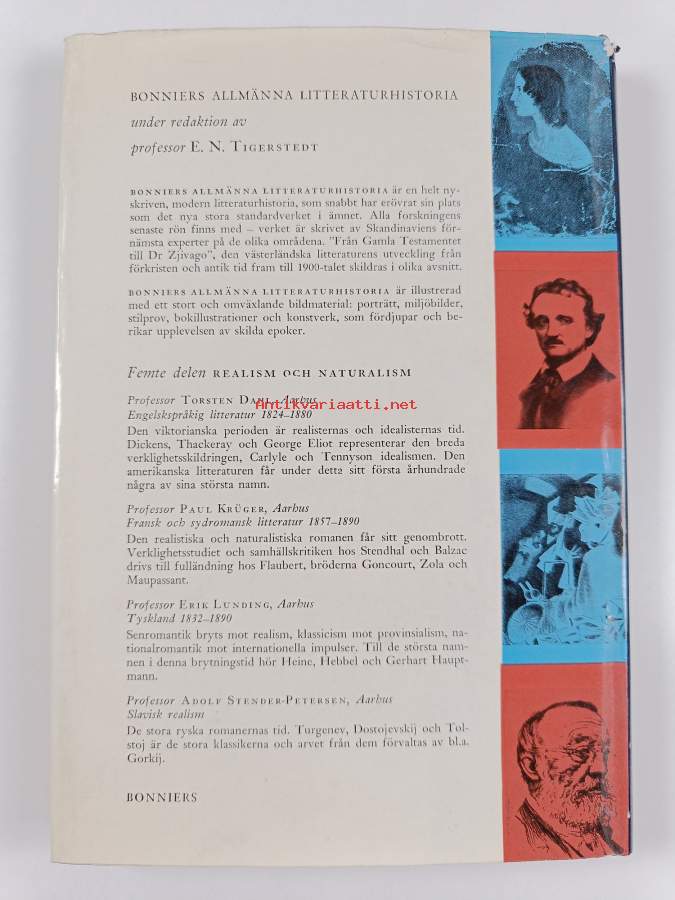 BONNIERS ALLMÄNNA LITTERATURHISTORIA
under redaktion av
professor E. N. TIGERSTEDT
BONNIERS ALLMÄNNA LITTERATURHISTORIA är en helt ny-
skriven, modern litteraturhistoria, som snabbt har erövrat sin plats
som det nya stora standardverket i ämnet. Alla forskningens
senaste rön finns med – verket är skrivet av Skandinaviens för-
nämsta experter på de olika områdena. "Från Gamla Testamentet
till Dr Zjivago", den västerländska litteraturens utveckling från
förkristen och antik tid fram till 1900-talet skildras i olika avsnitt.
BONNIERS ALLMÄNNA LITTERATURHISTORIA är illustrerad
med ett stort och omväxlande bildmaterial: porträtt, miljöbilder,
stilprov, bokillustrationer och konstverk, som fördjupar och be-
rikar upplevelsen av skilda epoker.
Femte delen REALISM OCH NATURALISM
Professor TORSTEN DAHL, Aarhus
Antikvariaatti.net
Engelskspråkig litteratur 1824–1880
Den viktorianska perioden är realisternas och idealisternas tid.
Dickens, Thackeray och George Eliot representerar den breda
verklighetsskildringen, Carlyle och Tennyson idealismen. Den
amerikanska litteraturen får under detta sitt första århundrade
några av sina största namn.
Professor PAUL KRÜGER, Aarhus
Fransk och sydromansk litteratur 1857–1890
Den realistiska och naturalistiska romanen får sitt genombrott.
Verklighetsstudiet och samhällskritiken hos Stendhal och Balzac
drivs till fulländning hos Flaubert, bröderna Goncourt, Zola och
Maupassant.
Professor ERIK LUNDING, Aarhus
Tyskland 1832–1890
Senromantik bryts mot realism, klassicism mot provinsialism, na-
tionalromantik mot internationella impulser. Till de största nam-
nen i denna brytningstid hör Heine, Hebbel och Gerhart Haupt-
mann.
Professor ADOLF STENDER-PETERSEN, Aarhus
Slavisk realism
De stora ryska romanernas tid. Turgenev, Dostojevskij och Tol-
stoj är de stora klassikerna och arvet från dem förvaltas av bl.a.
Gorkij.
BONNIERS